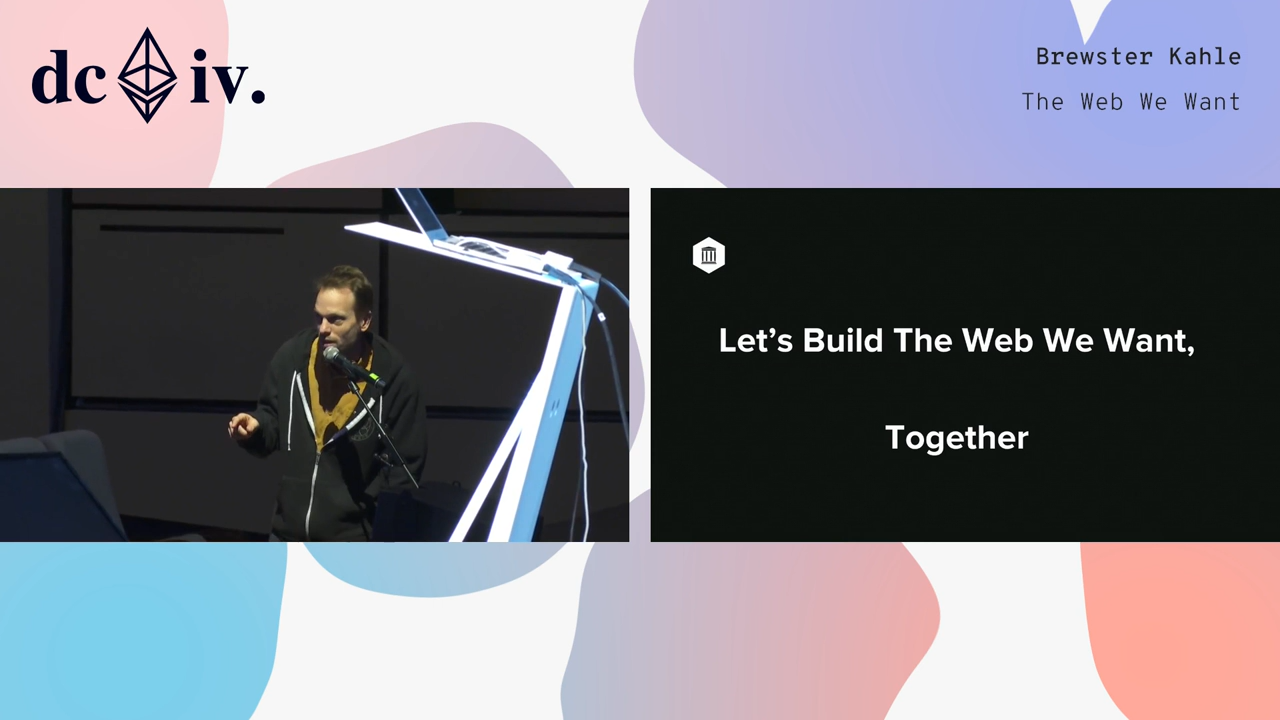 dc iv.
Brewster Kahle
The Web We Want
Let's Build The Web We Want,
Together